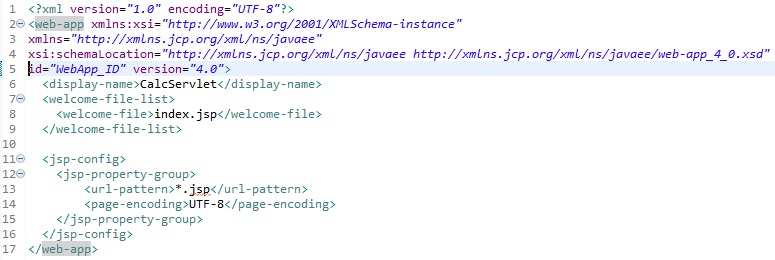 1 <?xml version="1.0" encoding="UTF-8"?>
2 <web-app xmlns:xsi="http://www.w3.org/2001/XMLSchema-instance"
3 xmlns="http://xmlns.jcp.org/xml/ns/javaee"
4 xsi:schemaLocation="http://xmlns.jcp.org/xml/ns/javaee http://xmlns.jcp.org/xml/ns/javaee/web-app_4_0.xsd"
5 id="WebApp_ID" version="4.0">
6   <display-name>CalcServlet</display-name>
7   <welcome-file-list>
8     <welcome-file>index.jsp</welcome-file>
9   </welcome-file-list>
10
11   <jsp-config>
12     <jsp-property-group>
13         <url-pattern>*.jsp</url-pattern>
14         <page-encoding>UTF-8</page-encoding>
15     </jsp-property-group>
16   </jsp-config>
17 </web-app>